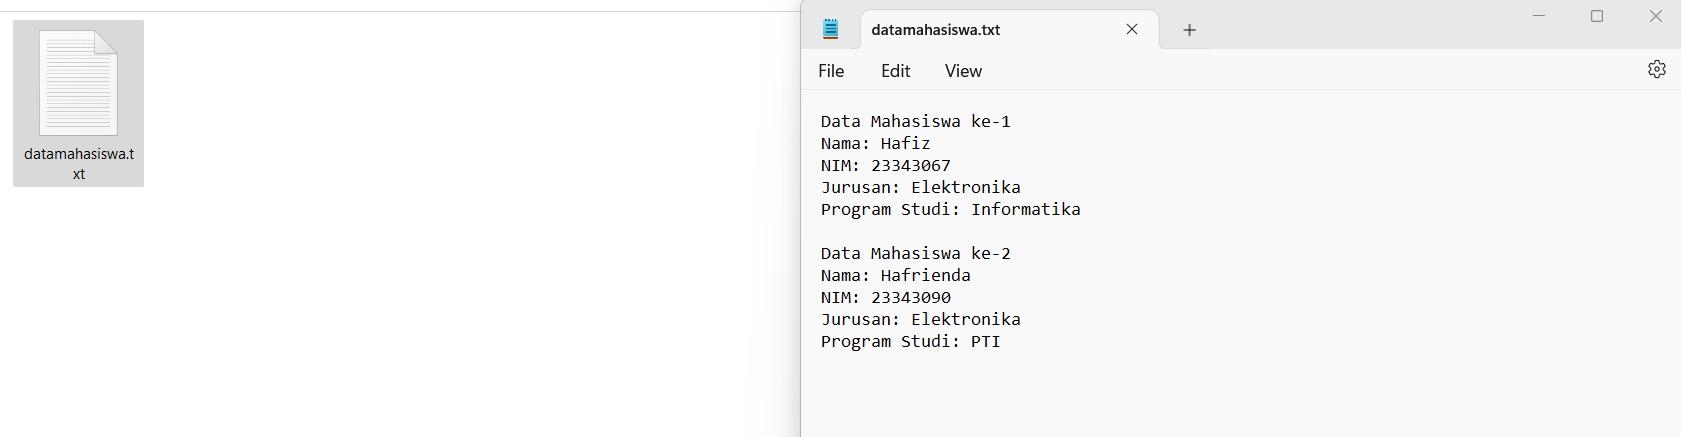 datamahasiswa.t
xt
datamahasiswa.txt
File Edit View
Data Mahasiswa ke-1
Nama: Hafiz
NIM: 23343067
Jurusan: Elektronika
Program Studi: Informatika
Data Mahasiswa ke-2
Nama: Hafrienda
NIM: 23343090
Jurusan: Elektronika
Program Studi: PTI